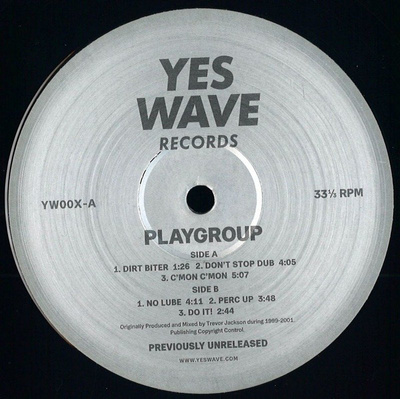 YES
WAVE
RECORDS
YW00X-A
33⅓ RPM
PLAYGROUP
SIDE A
1. DIRT BITER 1:26 2. DON'T STOP DUB 4:05
3. C'MON C'MON 5:07
SIDE B
1. NO LUBE 4:11 2. PERC UP 3:48
3. DO IT! 2:44
Originally Produced and Mixed by Trevor Jackson during 1999-2001.
Publishing Copyright Control.
PREVIOUSLY UNRELEASED
WWW.YESWAVE.COM